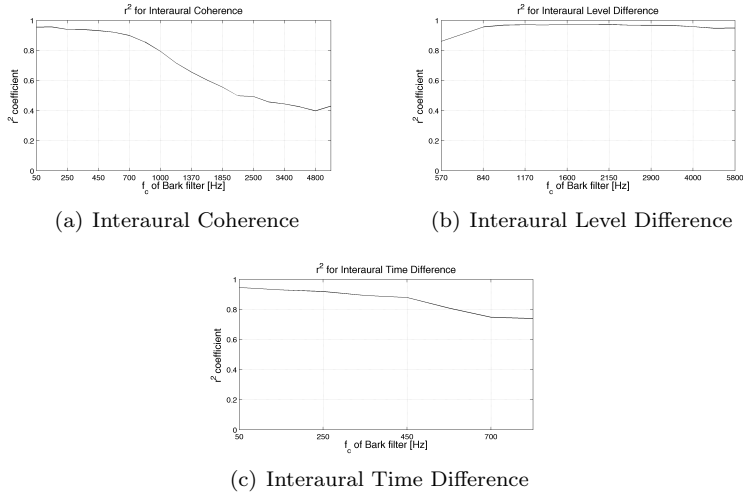 r² for Interaural Coherence
1
0.8
0.6
0.4
0.2
0
r² coefficient
50 250 450 700 1000 1370 1850 2500 3400 4800
f_c of Bark filter [Hz]
(a) Interaural Coherence
r² for Interaural Level Difference
1
0.8
0.6
0.4
0.2
0
r² coefficient
570 840 1170 1600 2150 2900 4000 5800
f_c of Bark filter [Hz]
(b) Interaural Level Difference
r² for Interaural Time Difference
1
0.8
0.6
0.4
0.2
0
r² coefficient
50 250 450 700
f_c of Bark filter [Hz]
(c) Interaural Time Difference